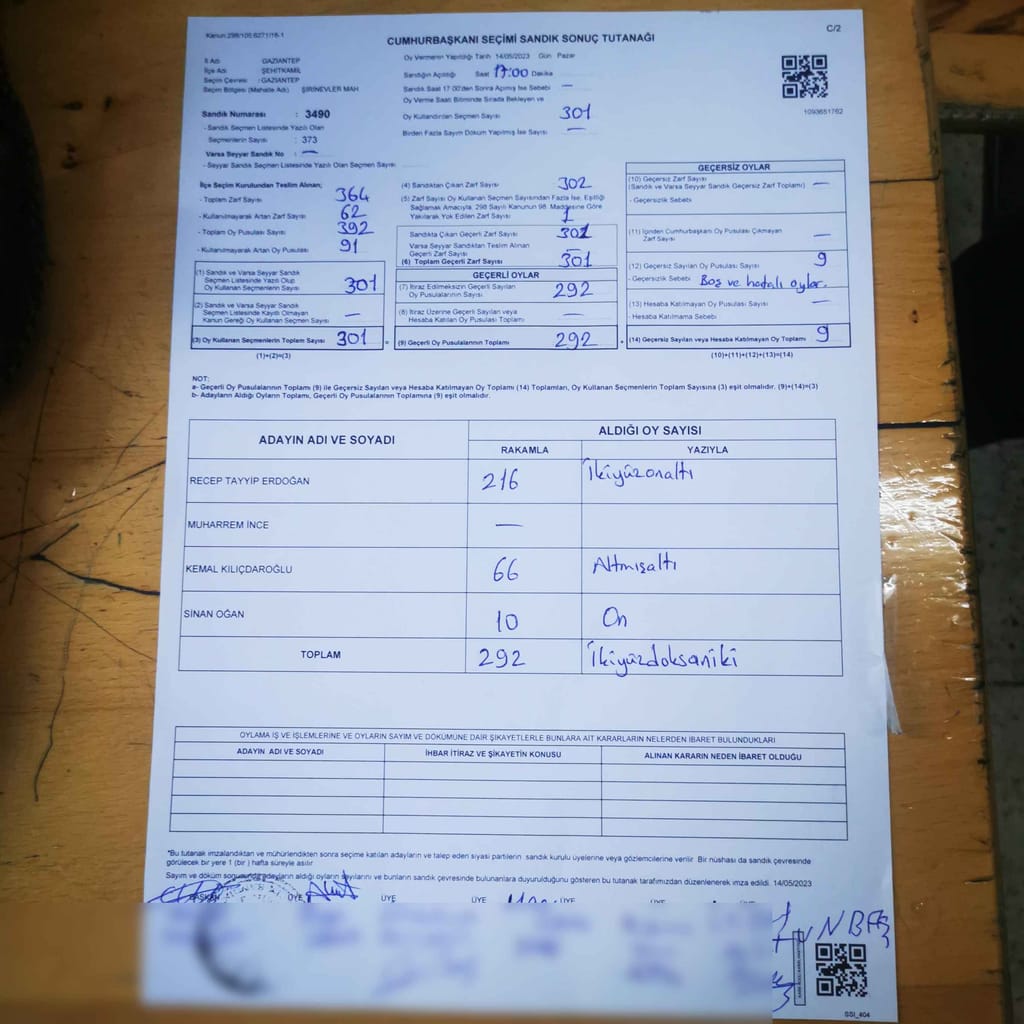 Kanun:298/105 6271/16-1
C/2
CUMHURBAŞKANI SEÇİMİ SANDIK SONUÇ TUTANAĞI
İl Adı GAZİANTEP
İlçe Adı ŞEHİTKAMİL
Seçim Çevresi : GAZİANTEP
Seçim Bölgesi (Mahalle Adı) ŞİRİNEVLER MAH
Sandık Numarası : 3490
- Sandık Seçmen Listesinde Yazılı Olan
Seçmenlerin Sayısı : 373
Varsa Seyyar Sandık No : —
- Seyyar Sandık Seçmen Listesinde Yazılı Olan Seçmen Sayısı
Oy Vermenin Yapıldığı Tarih 14/05/2023 Gün Pazar
Sandığın Açıldığı Saat 17:00 Dakika
Sandık Saat 17 00'den Sonra Açılmış İse Sebebi —
Oy Verme Saati Bitiminde Sırada Bekleyen ve
Oy Kullandırılan Seçmen Sayısı 301
Birden Fazla Sayım Döküm Yapılmış İse Sayısı —
1093651762
İlçe Seçim Kurulundan Teslim Alınan;
- Toplam Zarf Sayısı 364
- Kullanılmayarak Artan Zarf Sayısı 62
- Toplam Oy Pusulası Sayısı 392
- Kullanılmayarak Artan Oy Pusulası 91
(1) Sandık ve Varsa Seyyar Sandık
Seçmen Listesinde Yazılı Olup
Oy Kullanan Seçmenlerin Sayısı 301
(2) Sandık ve Varsa Seyyar Sandık
Seçmen Listesinde Kayıtlı Olmayan
Kanun Gereği Oy Kullanan Seçmen Sayısı —
(3) Oy Kullanan Seçmenlerin Toplam Sayısı 301 =
(1)+(2)=(3)
(4) Sandıktan Çıkan Zarf Sayısı 302
(5) Zarf Sayısı Oy Kullanan Seçmen Sayısından Fazla İse, Eşitliği
Sağlamak Amacıyla, 298 Sayılı Kanunun 98. Maddesine Göre
Yakılarak Yok Edilen Zarf Sayısı 1
Sandıkta Çıkan Geçerli Zarf Sayısı 301
Varsa Seyyar Sandıktan Teslim Alınan
Geçerli Zarf Sayısı —
(6) Toplam Geçerli Zarf Sayısı 301
GEÇERLİ OYLAR
(7) İtiraz Edilmeksizin Geçerli Sayılan
Oy Pusulalarının Sayısı 292
(8) İtiraz Üzerine Geçerli Sayılan veya
Hesaba Katılan Oy Pusulası Toplamı —
(9) Geçerli Oy Pusulalarının Toplamı 292
GEÇERSİZ OYLAR
(10) Geçersiz Zarf Sayısı
(Sandık ve Varsa Seyyar Sandık Geçersiz Zarf Toplamı) —
- Geçersizlik Sebebi
(11) İçinden Cumhurbaşkanı Oy Pusulası Çıkmayan
Zarf Sayısı —
(12) Geçersiz Sayılan Oy Pusulası Sayısı 9
- Geçersizlik Sebebi Boş ve hatalı oylar.
(13) Hesaba Katılmayan Oy Pusulası Sayısı —
- Hesaba Katılmama Sebebi
(14) Geçersiz Sayılan veya Hesaba Katılmayan Oy Toplamı 9
(10)+(11)+(12)+(13)=(14)
NOT:
a- Geçerli Oy Pusulalarının Toplamı (9) ile Geçersiz Sayılan veya Hesaba Katılmayan Oy Toplamı (14) Toplamları, Oy Kullanan Seçmenlerin Toplam Sayısına (3) eşit olmalıdır. (9)+(14)=(3)
b- Adayların Aldığı Oyların Toplamı, Geçerli Oy Pusulalarının Toplamına (9) eşit olmalıdır.
ADAYIN ADI VE SOYADI ALDIĞI OY SAYISI
RAKAMLA YAZIYLA
RECEP TAYYİP ERDOĞAN 216 İkiyüzonaltı
MUHARREM İNCE —
KEMAL KILIÇDAROĞLU 66 Altmışaltı
SİNAN OĞAN 10 On
TOPLAM 292 İkiyüzdoksaniki
OYLAMA İŞ VE İŞLEMLERİNE VE OYLARIN SAYIM VE DÖKÜMÜNE DAİR ŞİKAYETLERLE BUNLARA AİT KARARLARIN NELERDEN İBARET BULUNDUKLARI
ADAYIN ADI VE SOYADI İHBAR İTİRAZ VE ŞİKAYETİN KONUSU ALINAN KARARIN NEDEN İBARET OLDUĞU
*Bu tutanak imzalandıktan ve mühürlendikten sonra seçime katılan adayların ve talep eden siyasi partilerin sandık kurulu üyelerine veya gözlemcilerine verilir Bir nüshası da sandık çevresinde
görülecek bir yere 1 (bir ) hafta süreyle asılır
Sayım ve döküm sonucunda adayların aldığı oyların sayılarını ve bunların sandık çevresinde bulunanlara duyurulduğunu gösteren bu tutanak tarafımızdan düzenlenerek imza edildi. 14/05/2023
BAŞKAN ÜYE ÜYE ÜYE ÜYE
SSI_404